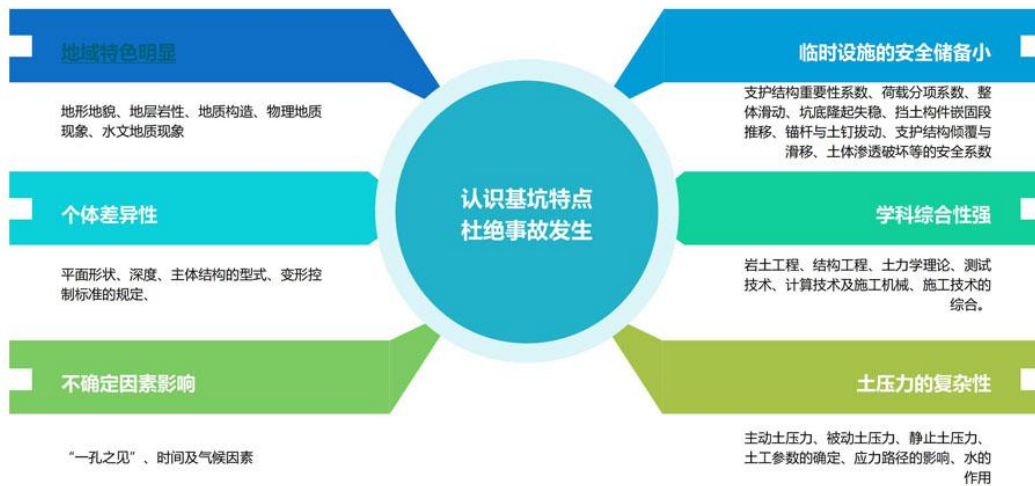 地域特色明显
地形地貌、地层岩性、地质构造、物理地质
现象、水文地质现象
个体差异性
平面形状、深度、主体结构的型式、变形控
制标准的规定、
不确定因素影响
“一孔之见”、时间及气候因素
认识基坑特点
杜绝事故发生
临时设施的安全储备小
支护结构重要性系数、荷载分项系数、整
体滑动、坑底隆起失稳、挡土构件嵌固段
推移、锚杆与土钉拔动、支护结构倾覆与
滑移、土体渗透破坏等的安全系数
学科综合性强
岩土工程、结构工程、土力学理论、测试
技术、计算技术及施工机械、施工技术的
综合。
土压力的复杂性
主动土压力、被动土压力、静止土压力、
土工参数的确定、应力路径的影响、水的
作用